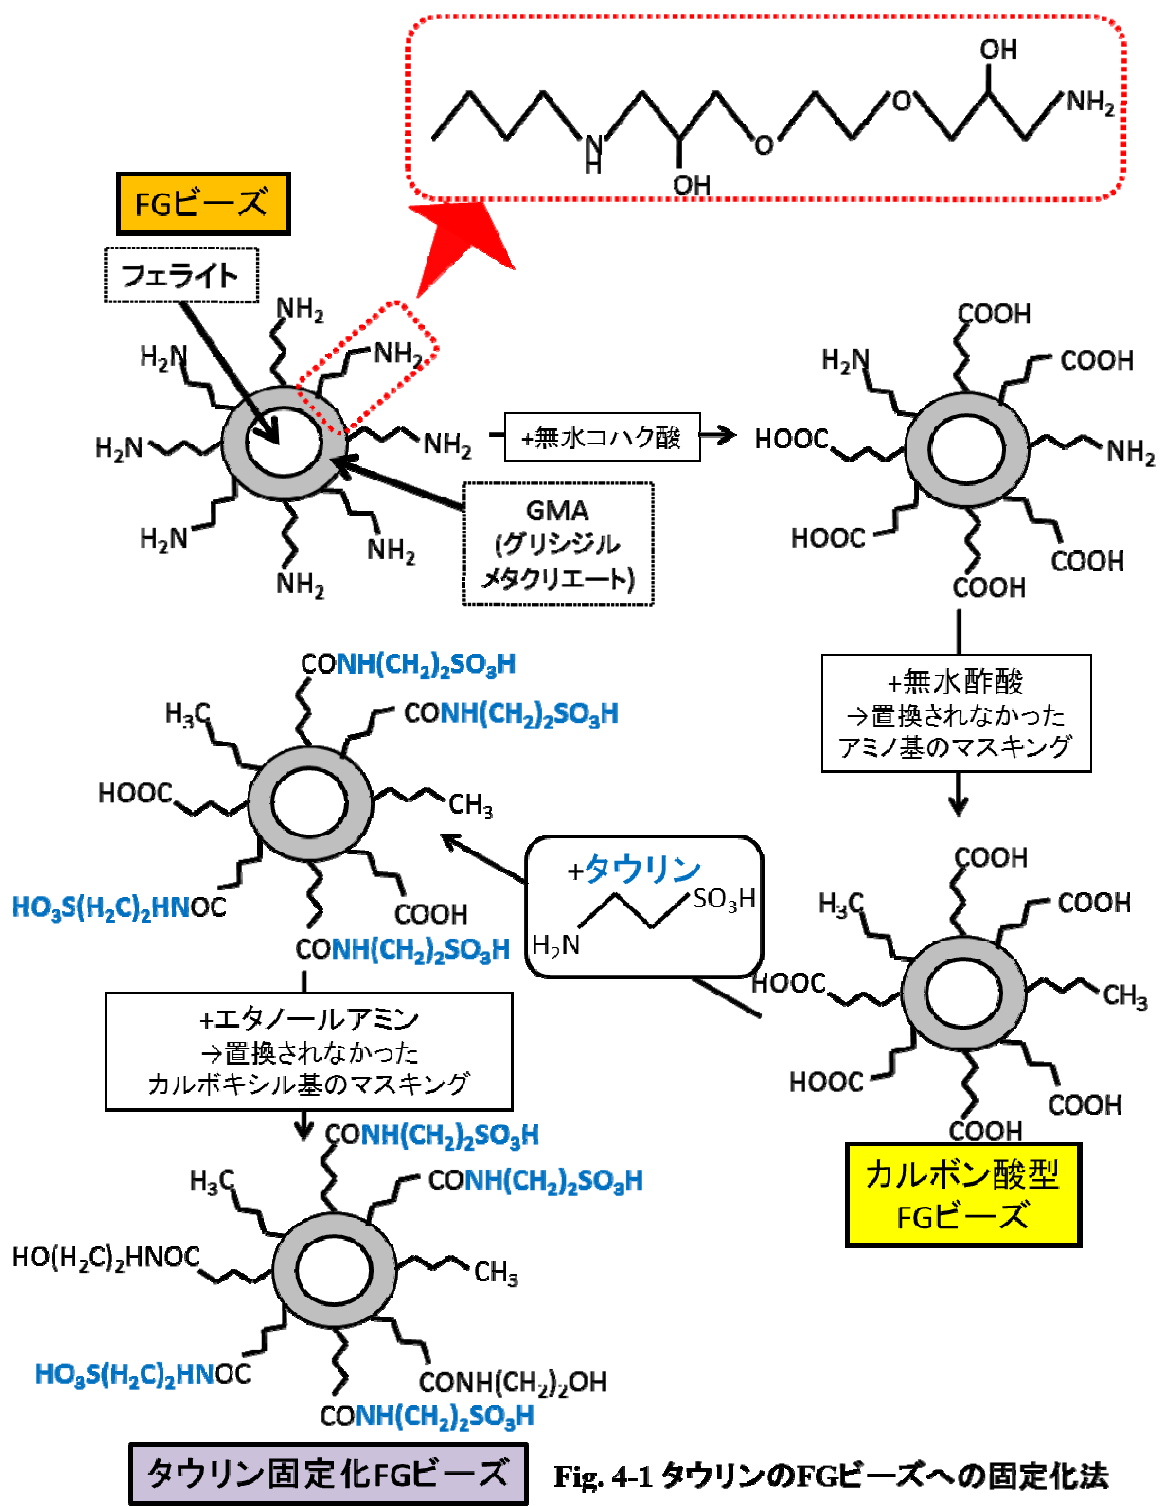 OH
NH₂
O
O
N
H
OH
FGビーズ
フェライト
NH₂
H₂N
NH₂
H₂N
NH₂
H₂N
NH₂
NH₂
GMA
(グリシジル
メタクリエート)
+無水コハク酸
COOH
H₂N
COOH
HOOC
NH₂
HOOC
COOH
COOH
+無水酢酸
→置換されなかった
アミノ基のマスキング
COOH
H₃C
COOH
HOOC
CH₃
HOOC
COOH
COOH
カルボン酸型
FGビーズ
+タウリン
SO₃H
H₂N
CONH(CH₂)₂SO₃H
H₃C
CONH(CH₂)₂SO₃H
HOOC
CH₃
HO₃S(H₂C)₂HNOC
COOH
CONH(CH₂)₂SO₃H
+エタノールアミン
→置換されなかった
カルボキシル基のマスキング
CONH(CH₂)₂SO₃H
H₃C
CONH(CH₂)₂SO₃H
HO(H₂C)₂HNOC
CH₃
HO₃S(H₂C)₂HNOC
CONH(CH₂)₂OH
CONH(CH₂)₂SO₃H
タウリン固定化FGビーズ
Fig. 4-1 タウリンのFGビーズへの固定化法